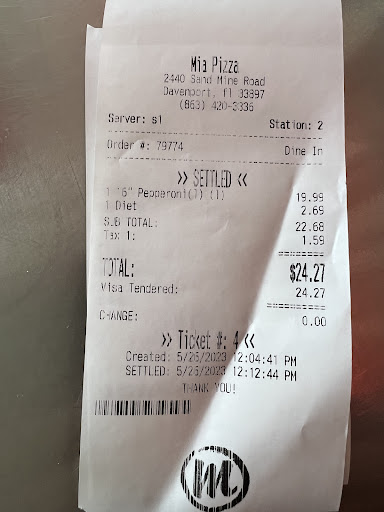 Mia Pizza
2440 Sand Mine Road
Davenport, fl 33897
(863) 420-3336
Server: sl Station: 2
Order #: 79774 Dine In
>> SETTLED <<
1 16" Pepperoni(J) (1) 19.99
1 Diet 2.69
SUB TOTAL: 22.68
Tax 1: 1.59
TOTAL: $24.27
Visa Tendered: 24.27
CHANGE: 0.00
>> Ticket #: 4 <<
Created: 5/26/2023 12:04:41 PM
SETTLED: 5/26/2023 12:12:44 PM
THANK YOU!
M